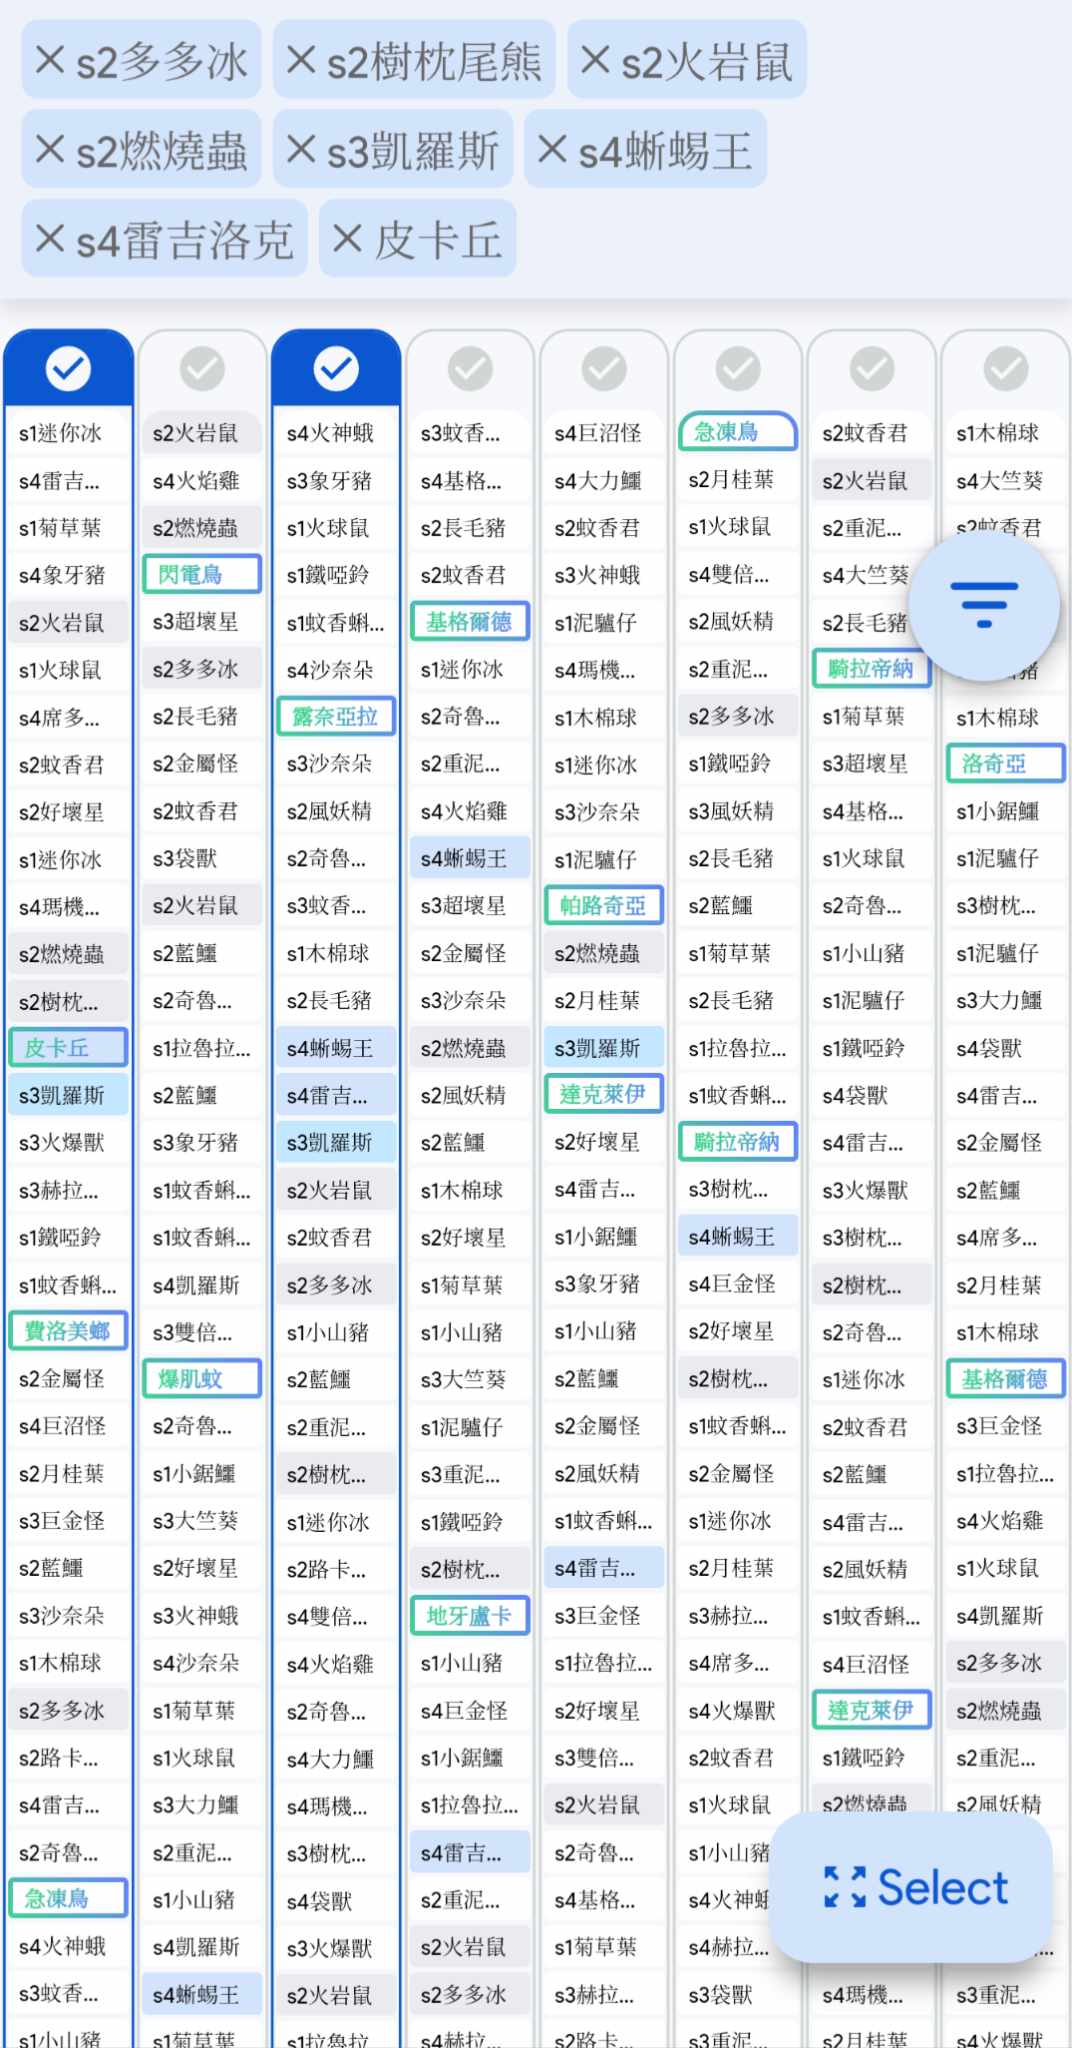 s2多多冰
s2樹枕尾熊
s2火岩鼠
s2燃燒蟲
s3凱羅斯
s4蜥蜴王
s4雷吉洛克
皮卡丘
s1迷你冰
s4雷吉...
s1菊草葉
s4象牙豬
s2火岩鼠
s1火球鼠
s4席多...
s2蚊香君
s2好壞星
s1迷你冰
s4瑪機...
s2燃燒蟲
s2樹枕...
皮卡丘
s3凱羅斯
s3火爆獸
s3赫拉...
s1鐵啞鈴
s1蚊香蝌...
費洛美螂
s2金屬怪
s4巨沼怪
s2月桂葉
s3巨金怪
s2藍鱷
s3沙奈朵
s1木棉球
s2多多冰
s2路卡...
s4雷吉...
s2奇魯...
急凍鳥
s4火神蛾
s3蚊香...
s1小山豬
s2火岩鼠
s4火焰雞
s2燃燒蟲
閃電鳥
s3超壞星
s2多多冰
s2長毛豬
s2金屬怪
s2蚊香君
s3袋獸
s2火岩鼠
s2藍鱷
s2奇魯...
s1拉魯拉...
s2藍鱷
s3象牙豬
s1蚊香蝌...
s1蚊香蝌...
s4凱羅斯
s3雙倍...
爆肌蚊
s2奇魯...
s1小鋸鱷
s3大竺葵
s2好壞星
s3火神蛾
s4沙奈朵
s1菊草葉
s1火球鼠
s3大力鱷
s2重泥...
s1小山豬
s4凱羅斯
s4蜥蜴王
s1菊草葉
s4火神蛾
s3象牙豬
s1火球鼠
s1鐵啞鈴
s1蚊香蝌...
s4沙奈朵
露奈亞拉
s3沙奈朵
s2風妖精
s2奇魯...
s3蚊香...
s1木棉球
s2長毛豬
s4蜥蜴王
s4雷吉...
s3凱羅斯
s2火岩鼠
s2蚊香君
s2多多冰
s1小山豬
s2藍鱷
s2重泥...
s2樹枕...
s1迷你冰
s2路卡...
s4雙倍...
s4火焰雞
s2奇魯...
s4大力鱷
s4瑪機...
s3樹枕...
s4袋獸
s3火爆獸
s2火岩鼠
s1拉魯拉
s3蚊香...
s4基格...
s2長毛豬
s2蚊香君
基格爾德
s1迷你冰
s2奇魯...
s2重泥...
s4火焰雞
s4蜥蜴王
s3超壞星
s2金屬怪
s3沙奈朵
s2燃燒蟲
s2風妖精
s2藍鱷
s1木棉球
s2好壞星
s1菊草葉
s1小山豬
s3大竺葵
s1泥驢仔
s3重泥...
s1鐵啞鈴
s2樹枕...
地牙盧卡
s1小山豬
s4巨金怪
s1小鋸鱷
s1拉魯拉...
s4雷吉...
s2重泥...
s2火岩鼠
s2多多冰
s4赫拉...
s4巨沼怪
s4大力鱷
s2蚊香君
s3火神蛾
s1泥驢仔
s4瑪機...
s1木棉球
s1迷你冰
s3沙奈朵
s1泥驢仔
帕路奇亞
s2燃燒蟲
s2月桂葉
s3凱羅斯
達克萊伊
s2好壞星
s4雷吉...
s1小鋸鱷
s3象牙豬
s1小山豬
s2藍鱷
s2金屬怪
s2風妖精
s1蚊香蝌...
s4雷吉...
s3巨金怪
s1拉魯拉...
s2好壞星
s3雙倍...
s2火岩鼠
s2奇魯...
s4基格...
s1菊草葉
s3赫拉...
s2路卡...
急凍鳥
s2月桂葉
s1火球鼠
s4雙倍...
s2風妖精
s2重泥...
s2多多冰
s1鐵啞鈴
s3風妖精
s2長毛豬
s2藍鱷
s1菊草葉
s2長毛豬
s1拉魯拉...
s1蚊香蝌...
騎拉帝納
s3樹枕...
s4蜥蜴王
s4巨金怪
s2好壞星
s2樹枕...
s1蚊香蝌...
s2金屬怪
s1迷你冰
s2月桂葉
s3赫拉...
s4席多...
s4火爆獸
s2蚊香君
s1火球鼠
s1小山豬
s4火神蛾
s4赫拉...
s3袋獸
s3重泥...
s2蚊香君
s2火岩鼠
s2重泥...
s4大竺葵
s2長毛豬
騎拉帝納
s1菊草葉
s3超壞星
s4基格...
s1火球鼠
s2奇魯...
s1小山豬
s1泥驢仔
s1鐵啞鈴
s4袋獸
s4雷吉...
s3火爆獸
s3樹枕...
s2樹枕...
s2奇魯...
s1迷你冰
s2蚊香君
s2藍鱷
s4雷吉...
s2風妖精
s1蚊香蝌...
s4巨沼怪
達克萊伊
s1鐵啞鈴
s2燃燒蟲
s4瑪機...
s2月桂葉
s1木棉球
s4大竺葵
s2蚊香君
豬
s1木棉球
洛奇亞
s1小鋸鱷
s1泥驢仔
s3樹枕...
s1泥驢仔
s3大力鱷
s4袋獸
s4雷吉...
s2金屬怪
s2藍鱷
s4席多...
s2月桂葉
s1木棉球
基格爾德
s3巨金怪
s1拉魯拉...
s4火焰雞
s1火球鼠
s4凱羅斯
s2多多冰
s2燃燒蟲
s2重泥...
s2風妖精
s3重泥...
s4火爆獸
Select